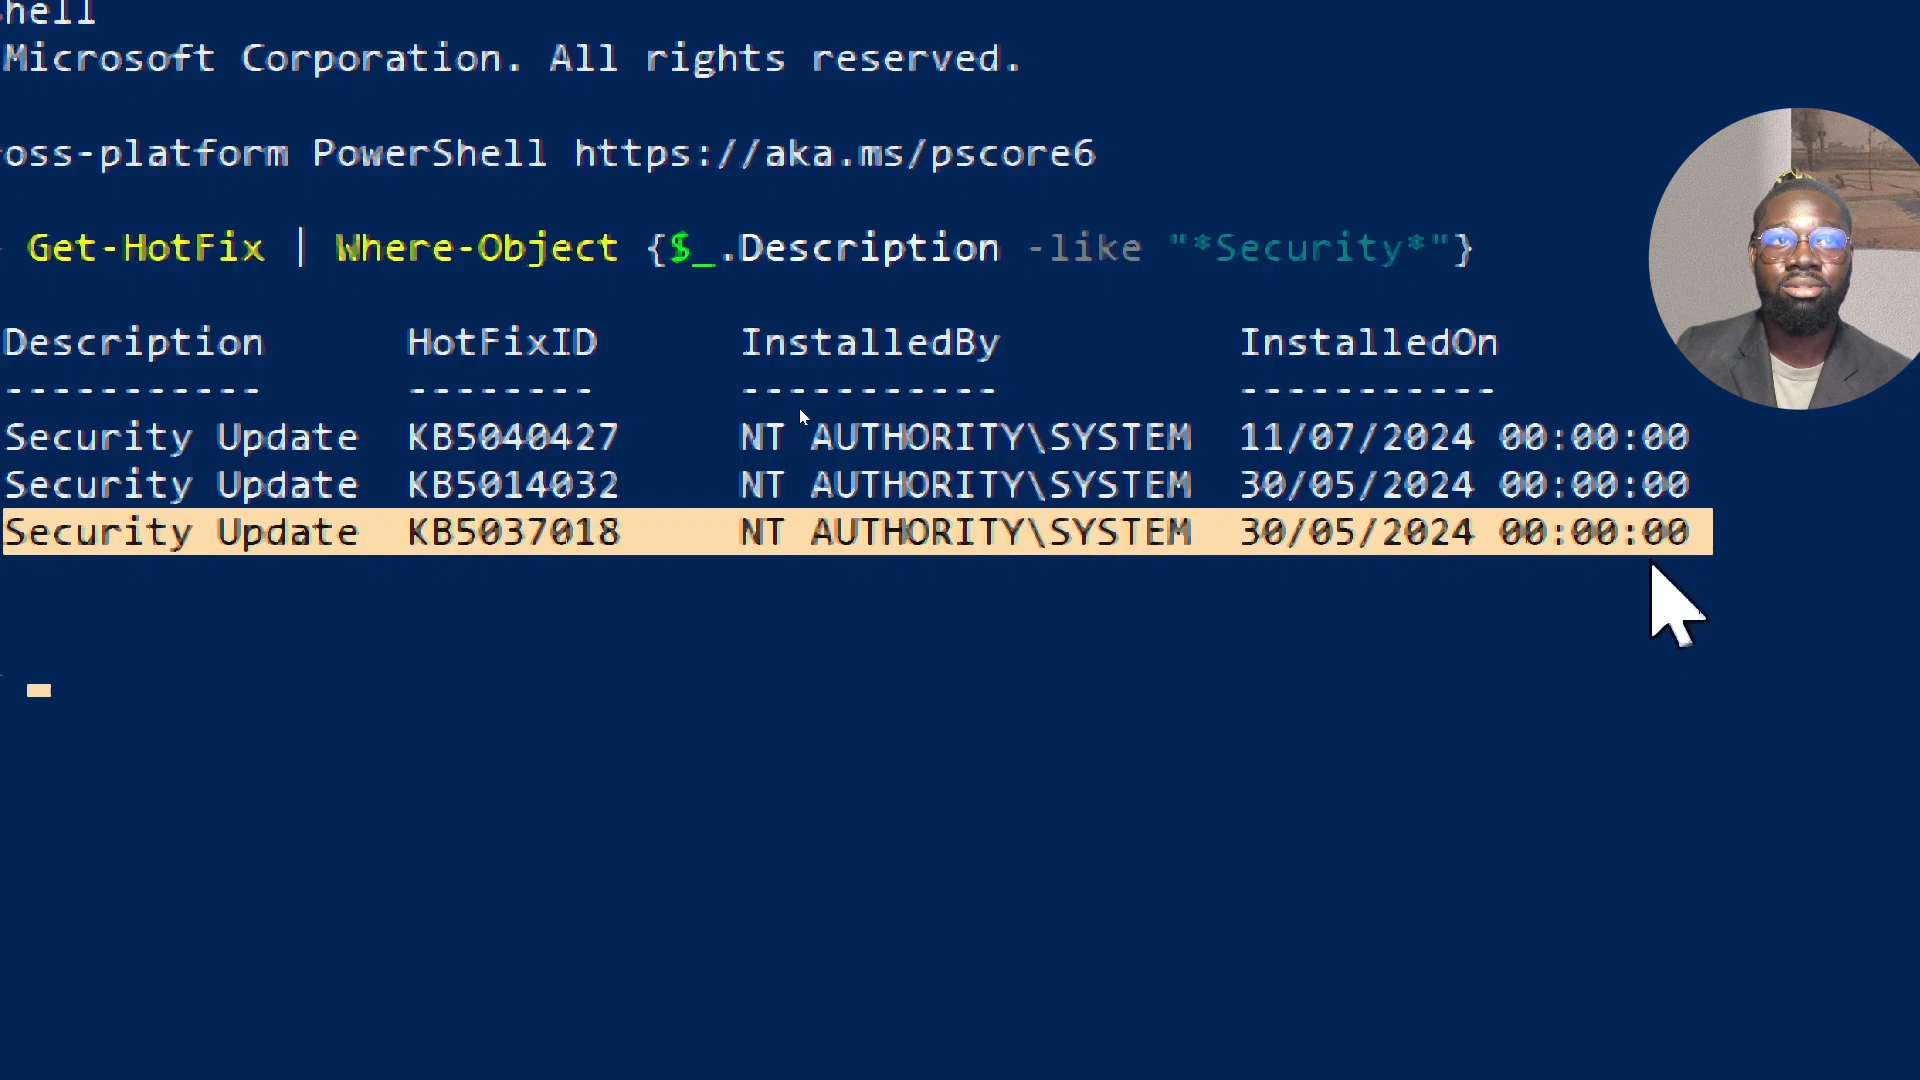 hell
Microsoft Corporation. All rights reserved.
oss-platform PowerShell https://aka.ms/pscore6
Get-HotFix | Where-Object {$_.Description -like "*Security*"}
Description HotFixID InstalledBy InstalledOn
----------- -------- ----------- -----------
Security Update KB5040427 NT AUTHORITY\SYSTEM 11/07/2024 00:00:00
Security Update KB5014032 NT AUTHORITY\SYSTEM 30/05/2024 00:00:00
Security Update KB5037018 NT AUTHORITY\SYSTEM 30/05/2024 00:00:00